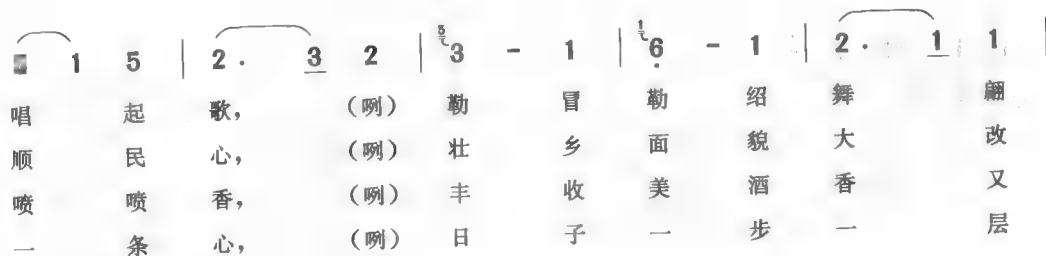 1 5 | 2 . 3 2 | 5 3 - 1 | 1 6 - 1 | 2 . 1 1 |
唱 起 歌， （咧） 勒 冒 勒 绍 舞 翩
顺 民 心， （咧） 壮 乡 面 貌 大 改
喷 喷 香， （咧） 丰 收 美 酒 香 又
一 条 心， （咧） 日 子 一 步 一 层